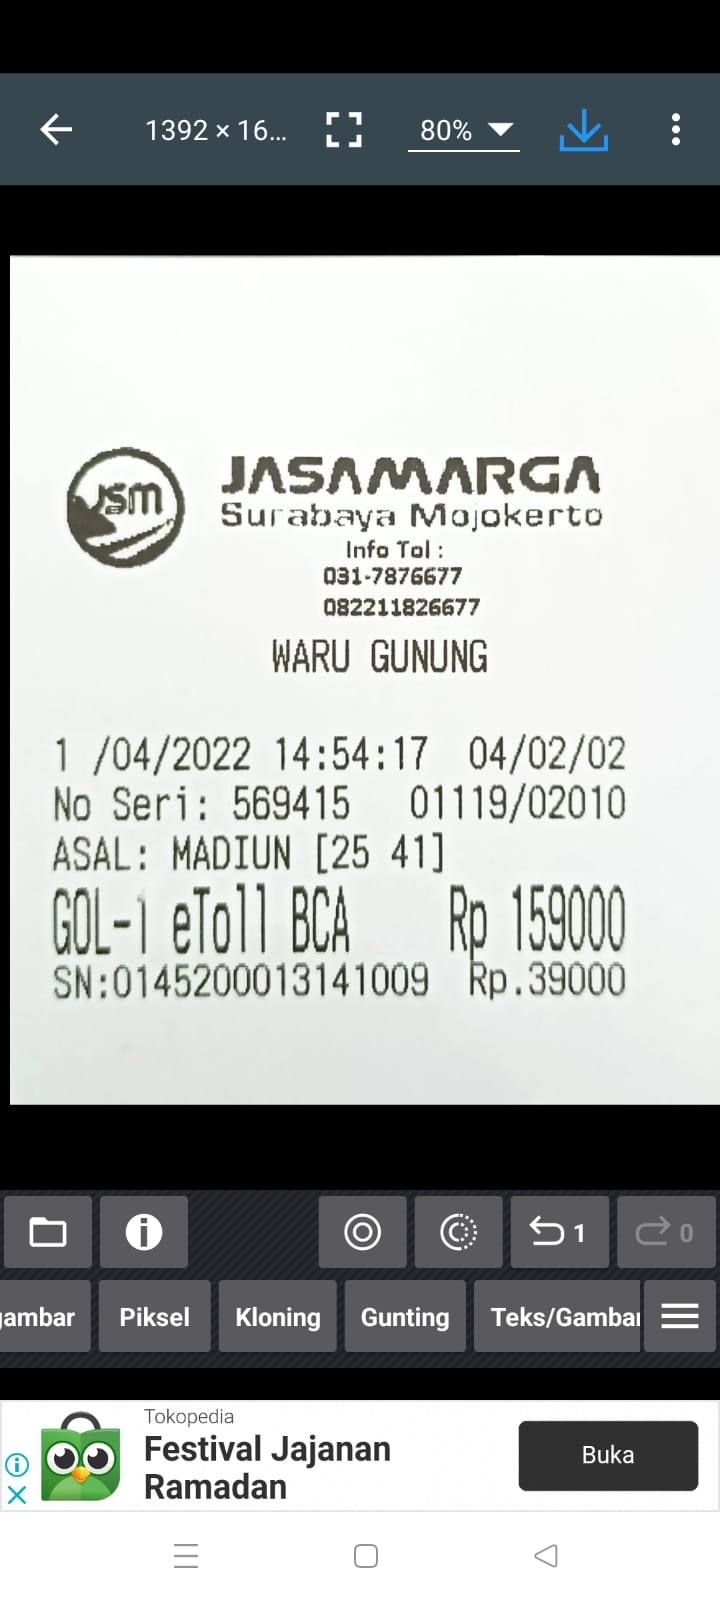 1392 × 16...
80%
JSM
JASAMARGA
Surabaya Mojokerto
Info Tol :
031-7876677
082211826677
WARU GUNUNG
1 /04/2022 14:54:17 04/02/02
No Seri: 569415 01119/02010
ASAL: MADIUN [25 41]
GOL-1 eToll BCA Rp 159000
SN:0145200013141009 Rp.39000
1
0
gambar
Piksel
Kloning
Gunting
Teks/Gambar
Tokopedia
Festival Jajanan
Ramadan
Buka